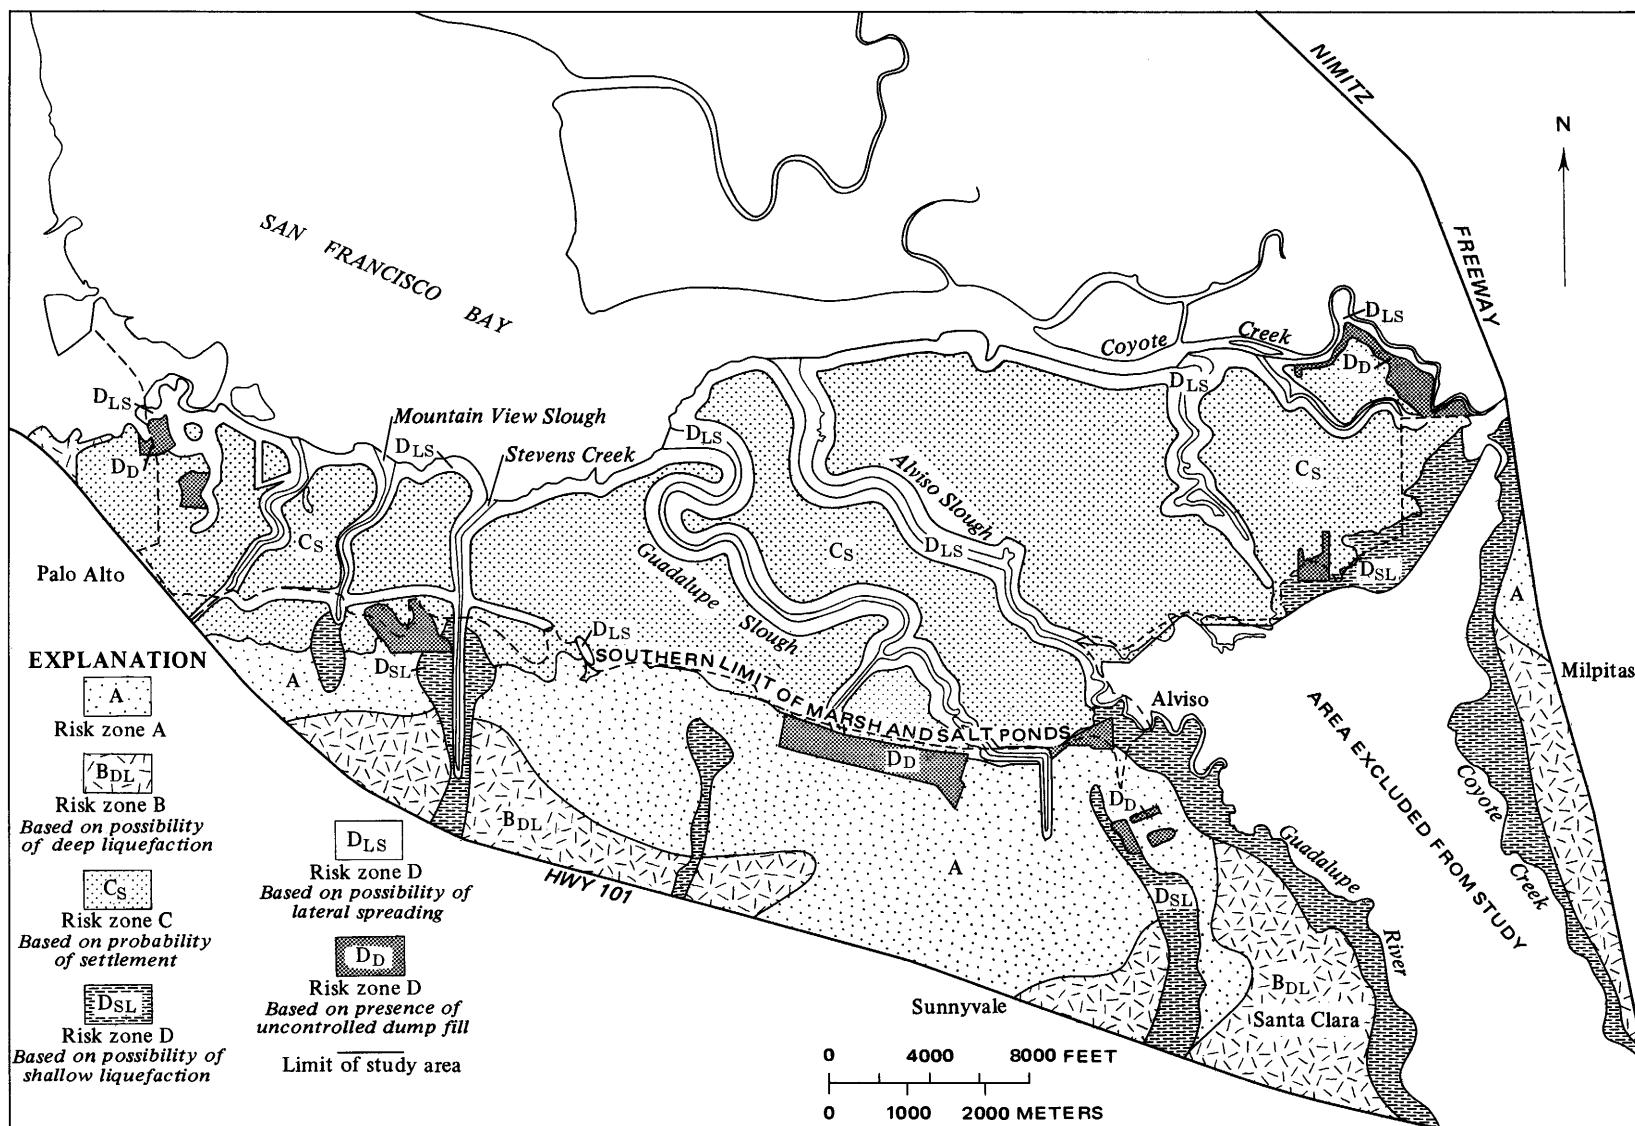 NIMITZ
FREEWAY
N
SAN FRANCISCO BAY
Coyote Creek
DLS
DD
DLS
DLS
DD
Mountain View Slough
DLS
Stevens Creek
DLS
Alviso Slough
CS
CS
CS
DLS
DSL
Guadalupe Slough
Palo Alto
A
DLS
SOUTHERN LIMIT OF MARSH AND SALT PONDS
DSL
A
Milpitas
Alviso
AREA EXCLUDED FROM STUDY
DD
DD
Coyote Creek
BDL
A
Guadalupe River
DSL
HWY 101
BDL
Sunnyvale
Santa Clara
EXPLANATION
A
Risk zone A
BDL
Risk zone B
Based on possibility
of deep liquefaction
CS
Risk zone C
Based on probability
of settlement
DSL
Risk zone D
Based on possibility of
shallow liquefaction
DLS
Risk zone D
Based on possibility of
lateral spreading
DD
Risk zone D
Based on presence of
uncontrolled dump fill
Limit of study area
0 4000 8000 FEET
0 1000 2000 METERS